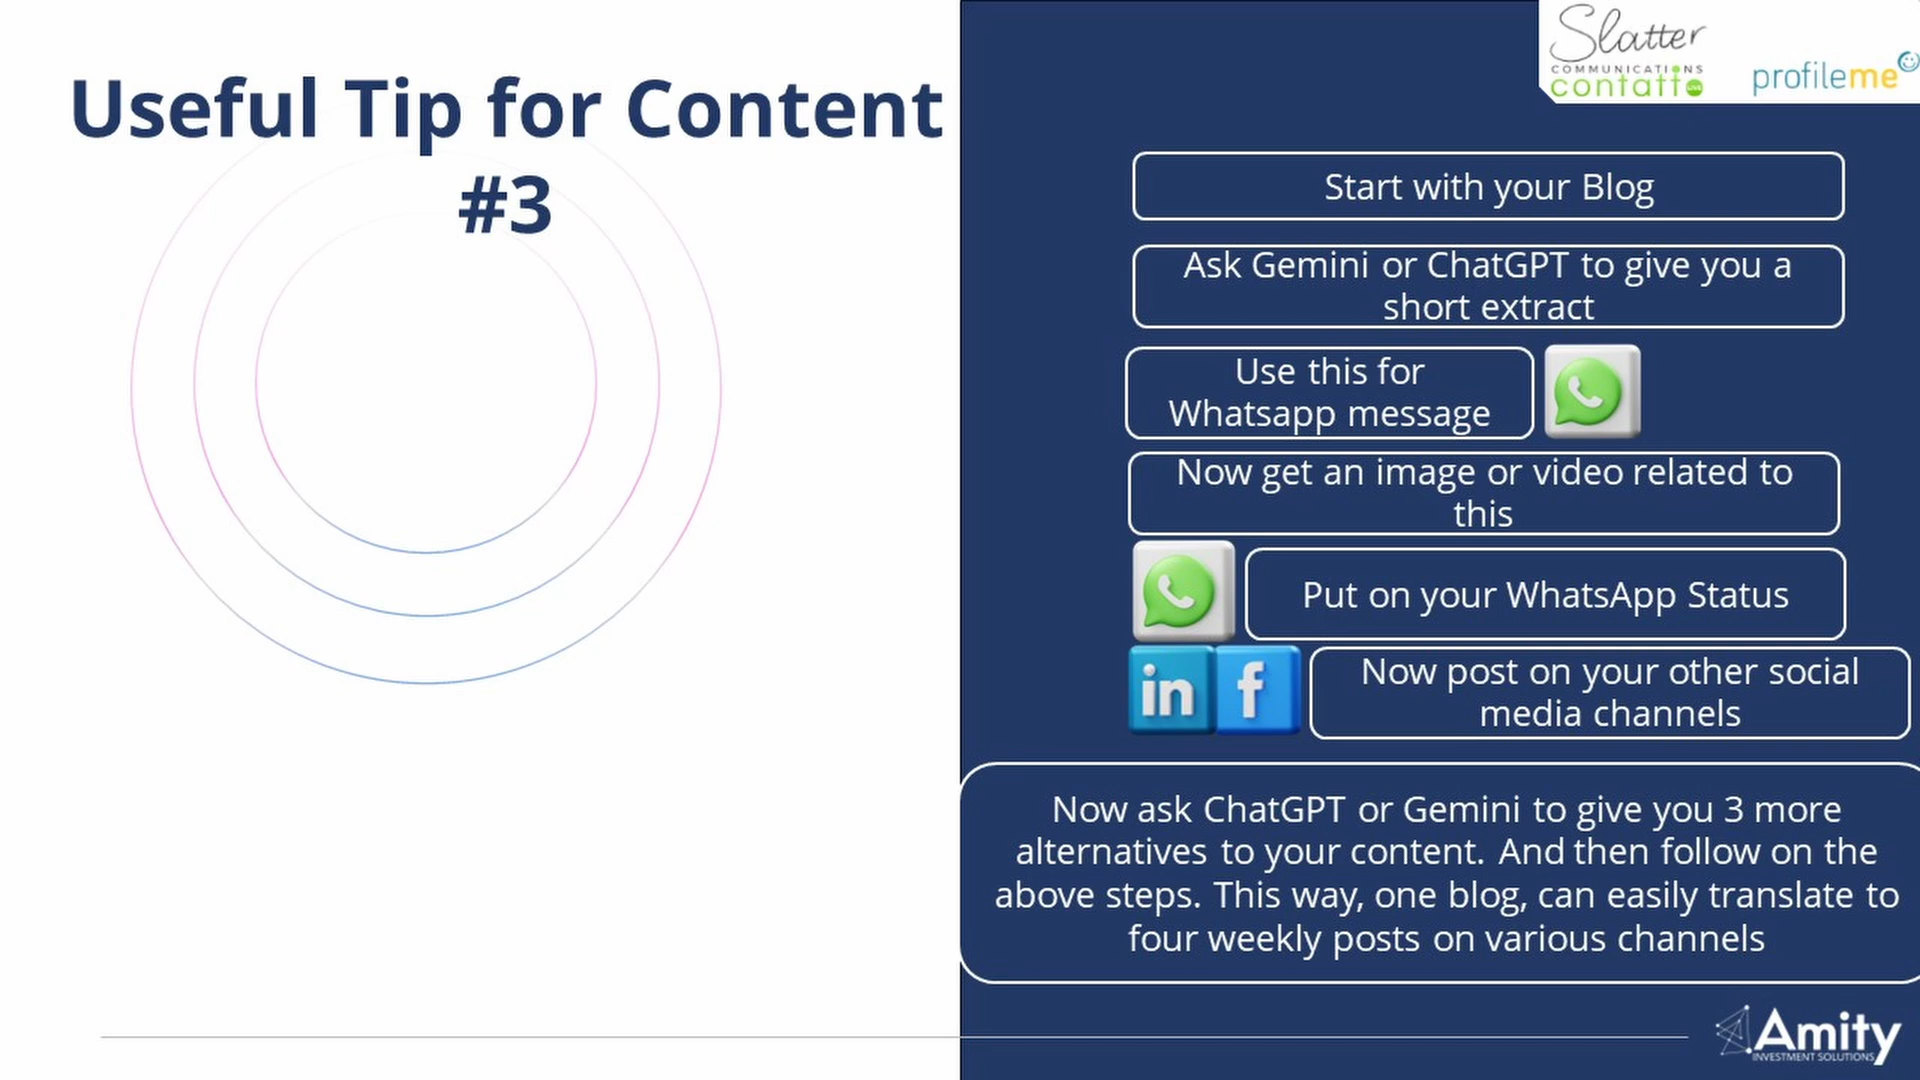 Useful Tip for Content
#3
Slatter
COMMUNICATIONS
contatto
LIVE
profileme
Start with your Blog
Ask Gemini or ChatGPT to give you a
short extract
Use this for
Whatsapp message
Now get an image or video related to
this
Put on your WhatsApp Status
in f
Now post on your other social
media channels
Now ask ChatGPT or Gemini to give you 3 more
alternatives to your content. And then follow on the
above steps. This way, one blog, can easily translate to
four weekly posts on various channels
Amity
INVESTMENT SOLUTIONS